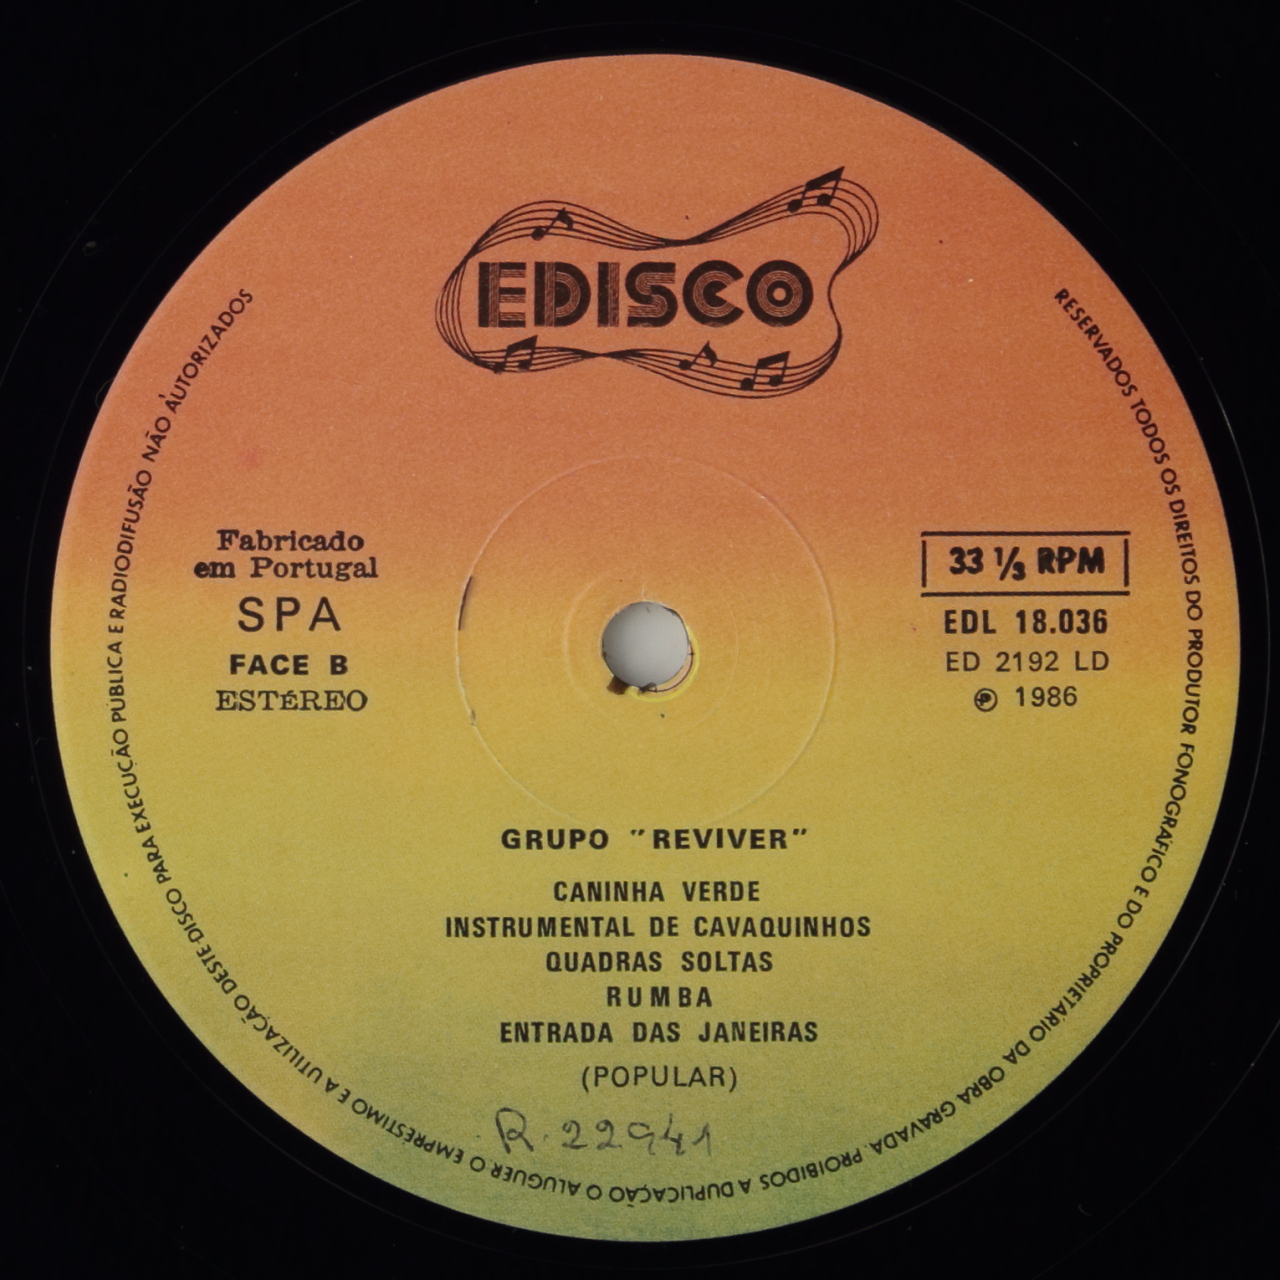 EDISCO
RESERVADOS TODOS OS DIREITOS DO PRODUTOR FONOGRAFICO E DO PROPRIETÁRIO DA OBRA GRAVADA. PROIBIDOS A DUPLICAÇÃO O ALUGUER O EMPRÉSTIMO E A UTILIZAÇÃO DESTE DISCO PARA EXECUÇÃO PUBLICA E RADIODIFUSÃO NÃO AUTORIZADOS
Fabricado
em Portugal
SPA
FACE B
ESTéREO
33 1/3 RPM
EDL 18.036
ED 2192 LD
℗ 1986
GRUPO "REVIVER"
CANINHA VERDE
INSTRUMENTAL DE CAVAQUINHOS
QUADRAS SOLTAS
RUMBA
ENTRADA DAS JANEIRAS
(POPULAR)
R. 22941